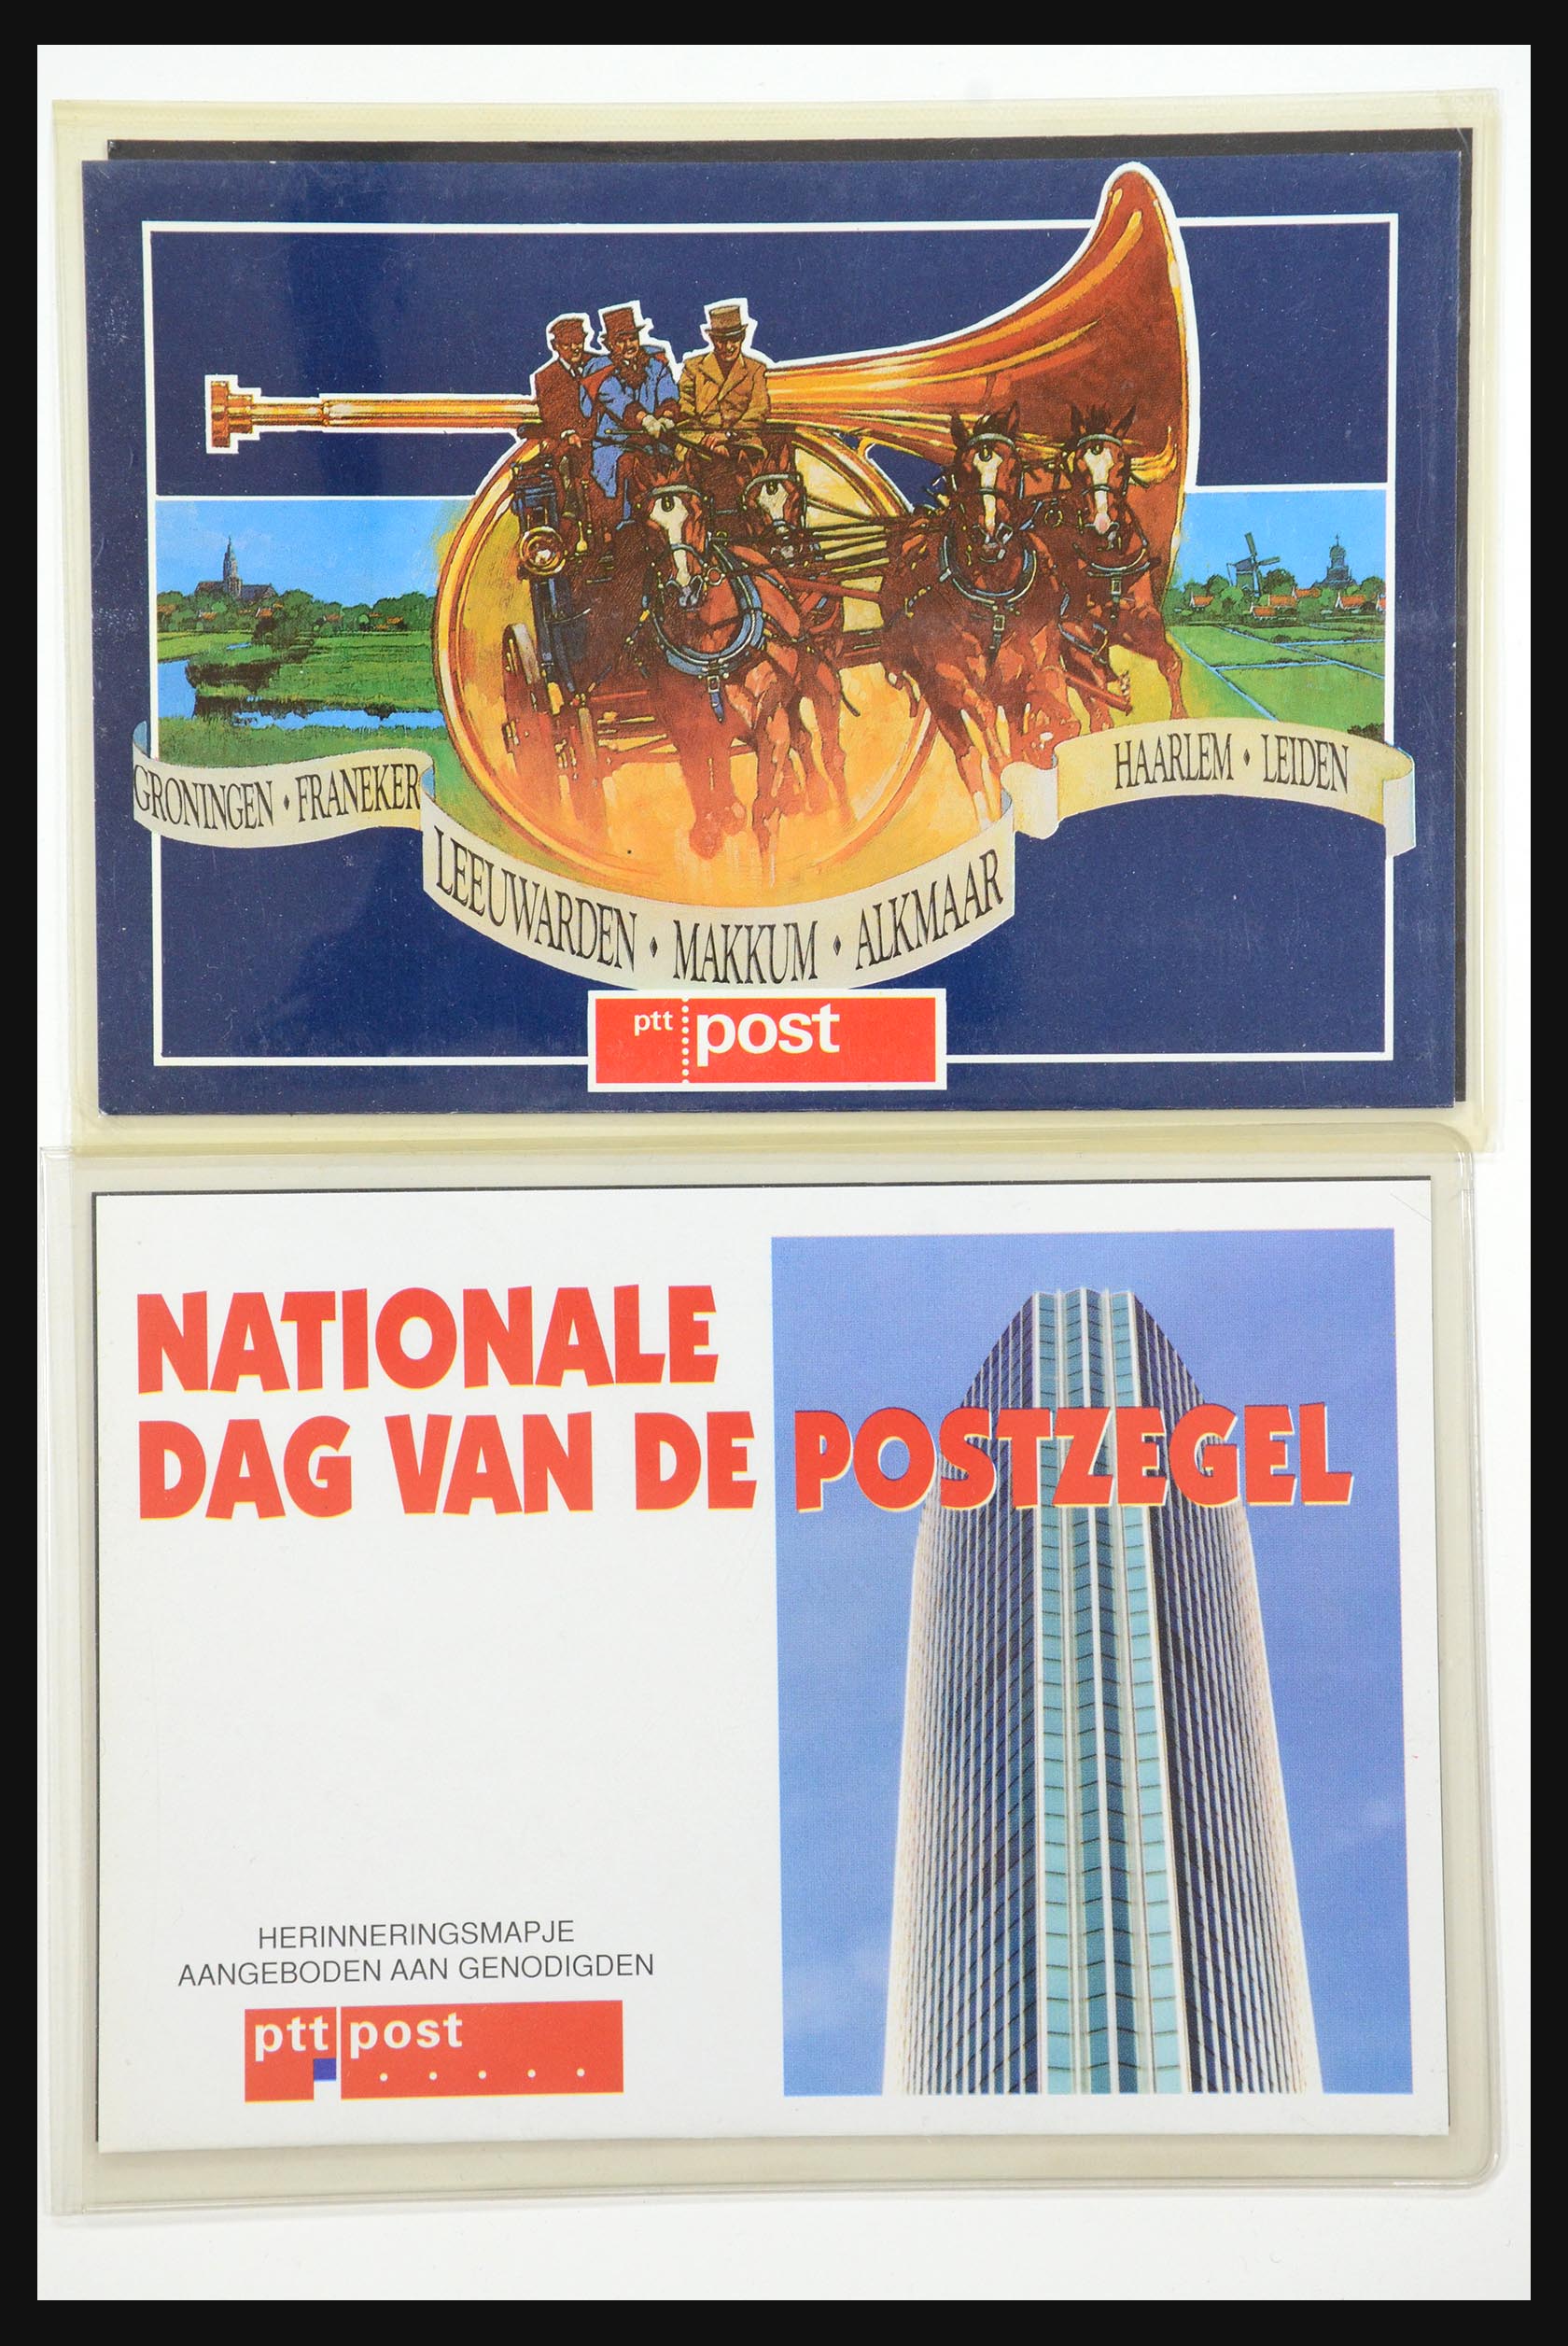 GRONINGEN • FRANEKER
LEEUWARDEN • MAKKUM • ALKMAAR
HAARLEM • LEIDEN
ptt post
NATIONALE
DAG VAN DE POSTZEGEL
HERINNERINGSMAPJE
AANGEBODEN AAN GENODIGDEN
ptt post